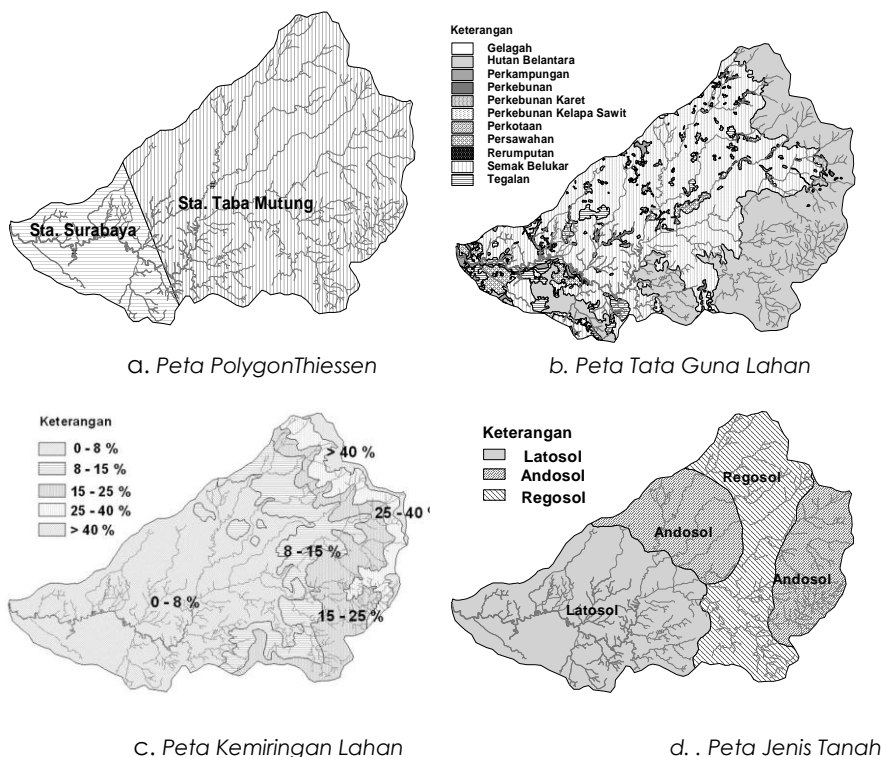 Sta. Surabaya
Sta. Taba Mutung
a. Peta PolygonThiessen
Keterangan
Gelagah
Hutan Belantara
Perkampungan
Perkebunan
Perkebunan Karet
Perkebunan Kelapa Sawit
Perkotaan
Persawahan
Rerumputan
Semak Belukar
Tegalan
b. Peta Tata Guna Lahan
Keterangan
0 - 8 %
8 - 15 %
15 - 25 %
25 - 40 %
> 40 %
> 40 %
25 - 40
8 - 15 %
0 - 8 %
15 - 25 %
c. Peta Kemiringan Lahan
Keterangan
Latosol
Andosol
Regosol
Regosol
Andosol
Andosol
Latosol
d. . Peta Jenis Tanah